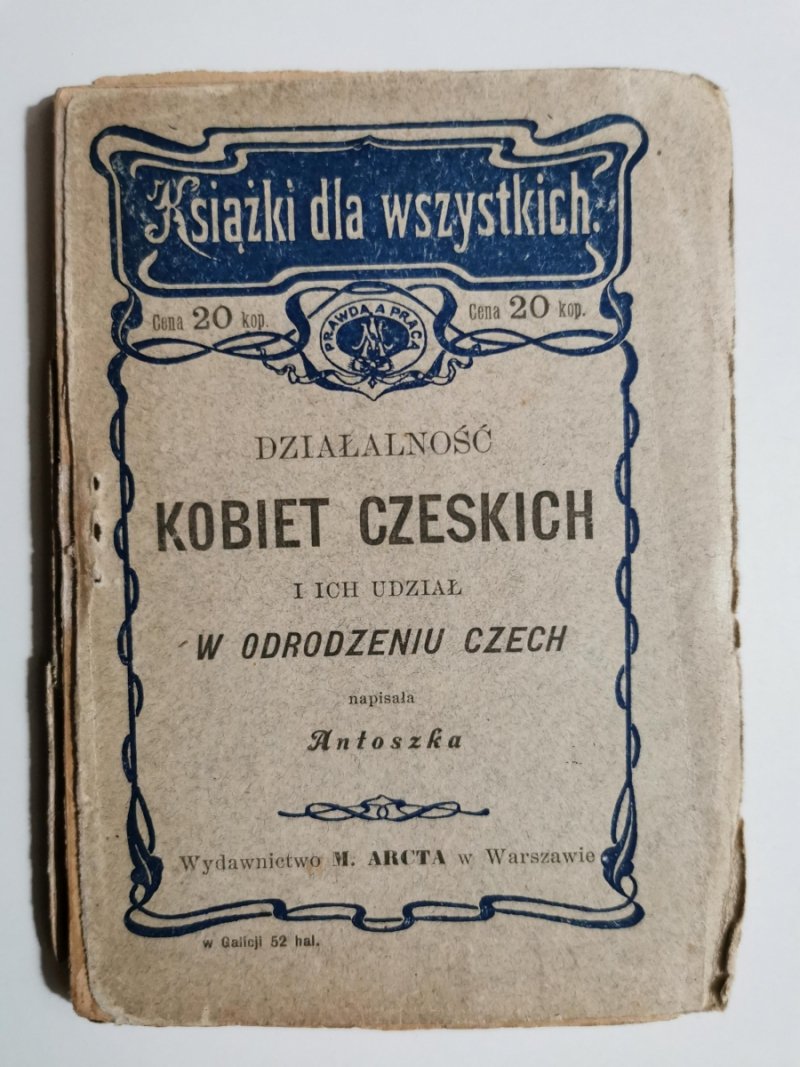 Książki dla wszystkich.
Cena 20 kop.
PRAWDA A PRACA
Cena 20 kop.
DZIAŁALNOŚĆ
KOBIET CZESKICH
I ICH UDZIAŁ
W ODRODZENIU CZECH
napisała
Antoszka
Wydawnictwo M. ARCTA w Warszawie
w Galicji 52 hal.